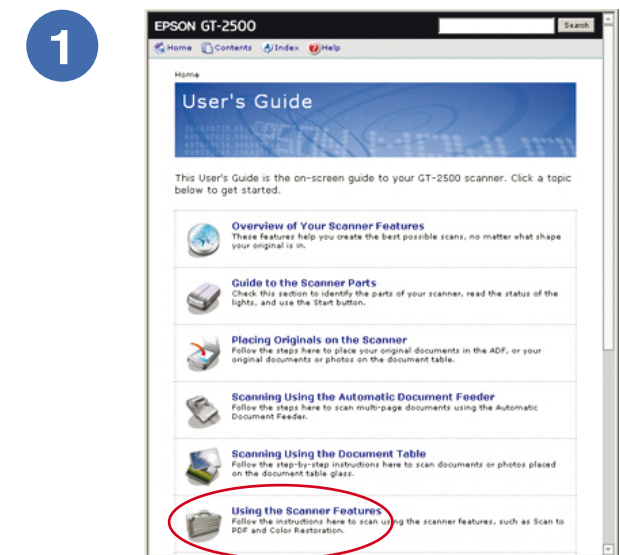 1
EPSON GT-2500
Search
Home Contents Index Help
Home
User's Guide
This User's Guide is the on-screen guide to your GT-2500 scanner. Click a topic
below to get started.
Overview of Your Scanner Features
These features help you create the best possible scans, no matter what shape
your original is in.
Guide to the Scanner Parts
Check this section to identify the parts of your scanner, read the status of the
lights, and use the Start button.
Placing Originals on the Scanner
Follow the steps here to place your original documents in the ADF, or your
original documents or photos on the document table.
Scanning Using the Automatic Document Feeder
Follow the steps here to scan multi-page documents using the Automatic
Document Feeder.
Scanning Using the Document Table
Follow the step-by-step instructions here to scan documents or photos placed
on the document table glass.
Using the Scanner Features
Follow the instructions here to scan using the scanner features, such as Scan to
PDF and Color Restoration.